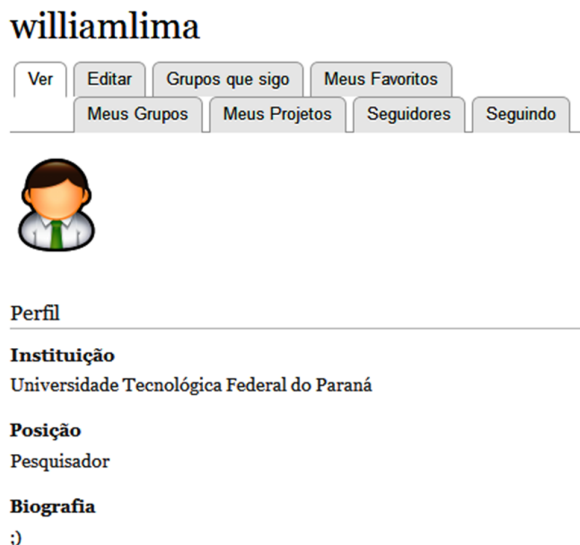 williamlima
Ver Editar Grupos que sigo Meus Favoritos
Meus Grupos Meus Projetos Seguidores Seguindo
Perfil
Instituição
Universidade Tecnológica Federal do Paraná
Posição
Pesquisador
Biografia
;)